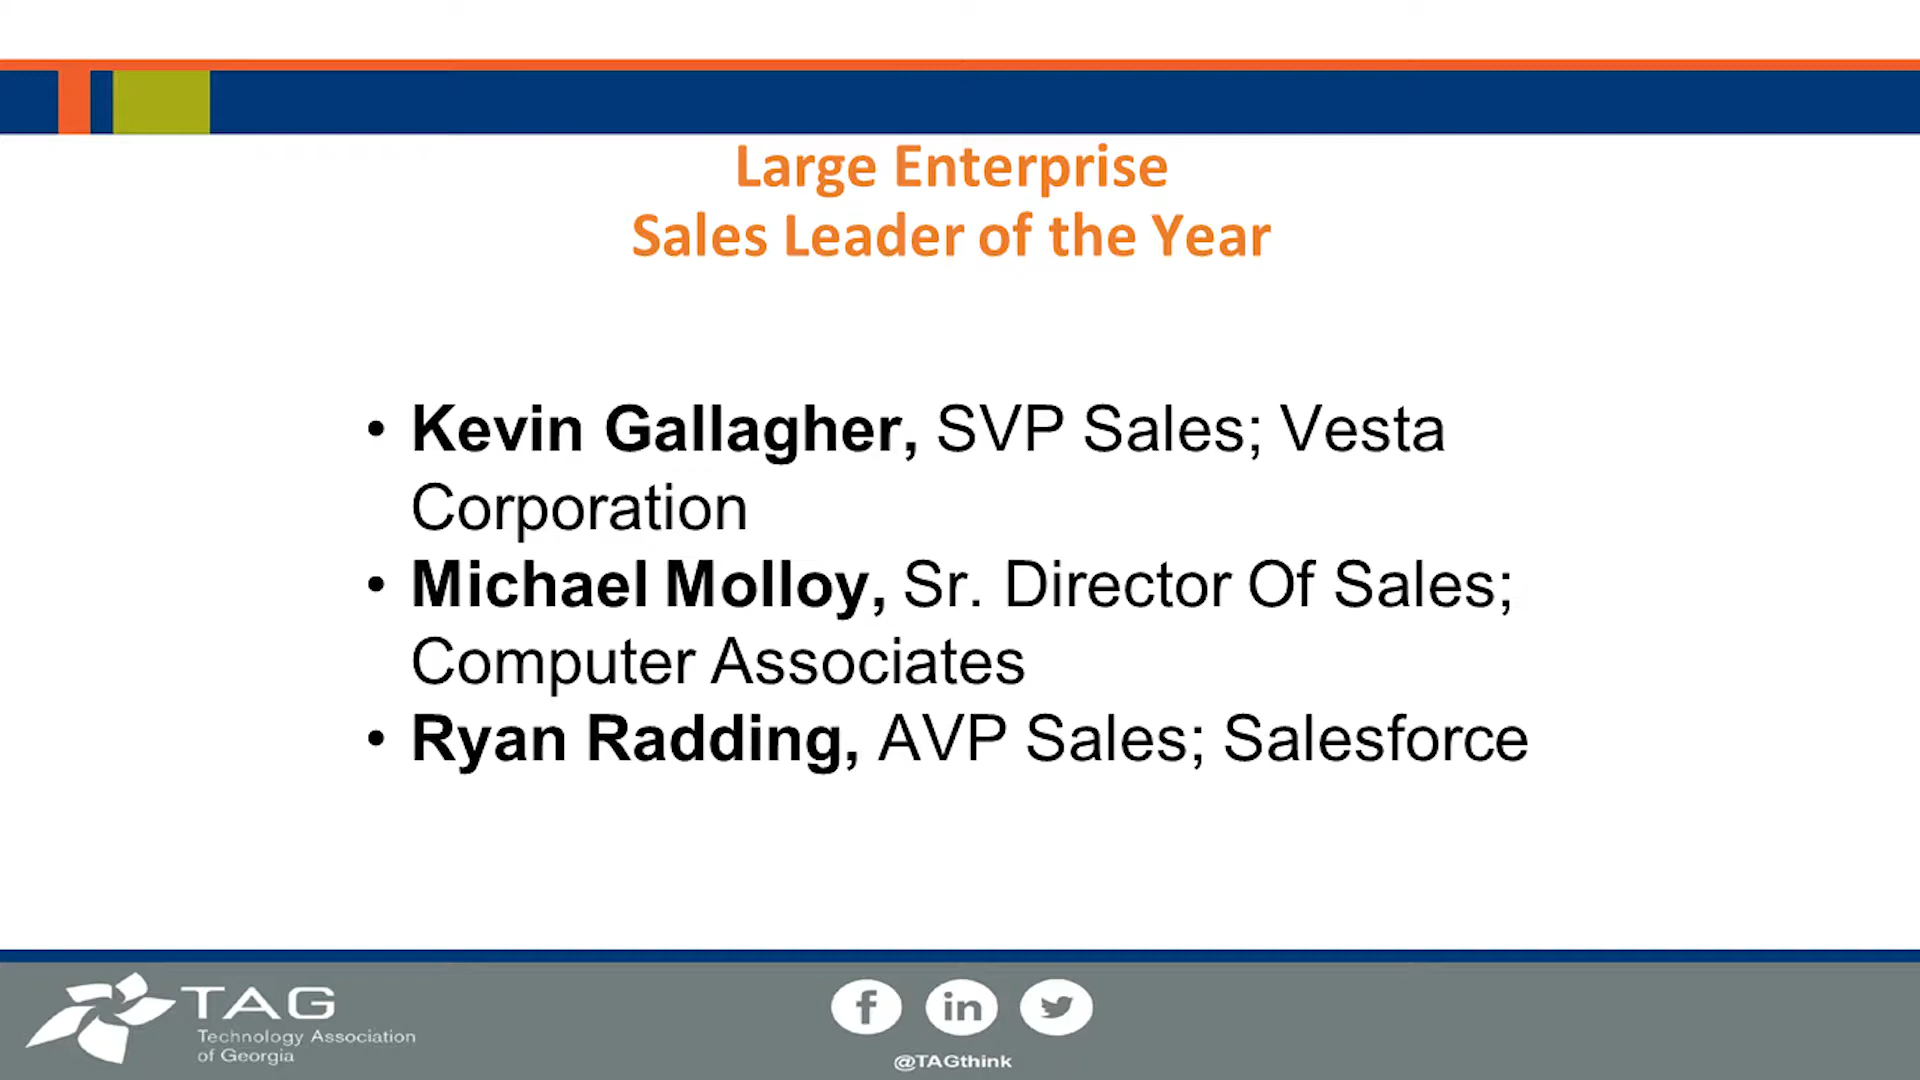 Large Enterprise
Sales Leader of the Year
• Kevin Gallagher, SVP Sales; Vesta
Corporation
• Michael Molloy, Sr. Director Of Sales;
Computer Associates
• Ryan Radding, AVP Sales; Salesforce
TAG
Technology Association
of Georgia
f in
@TAGthink